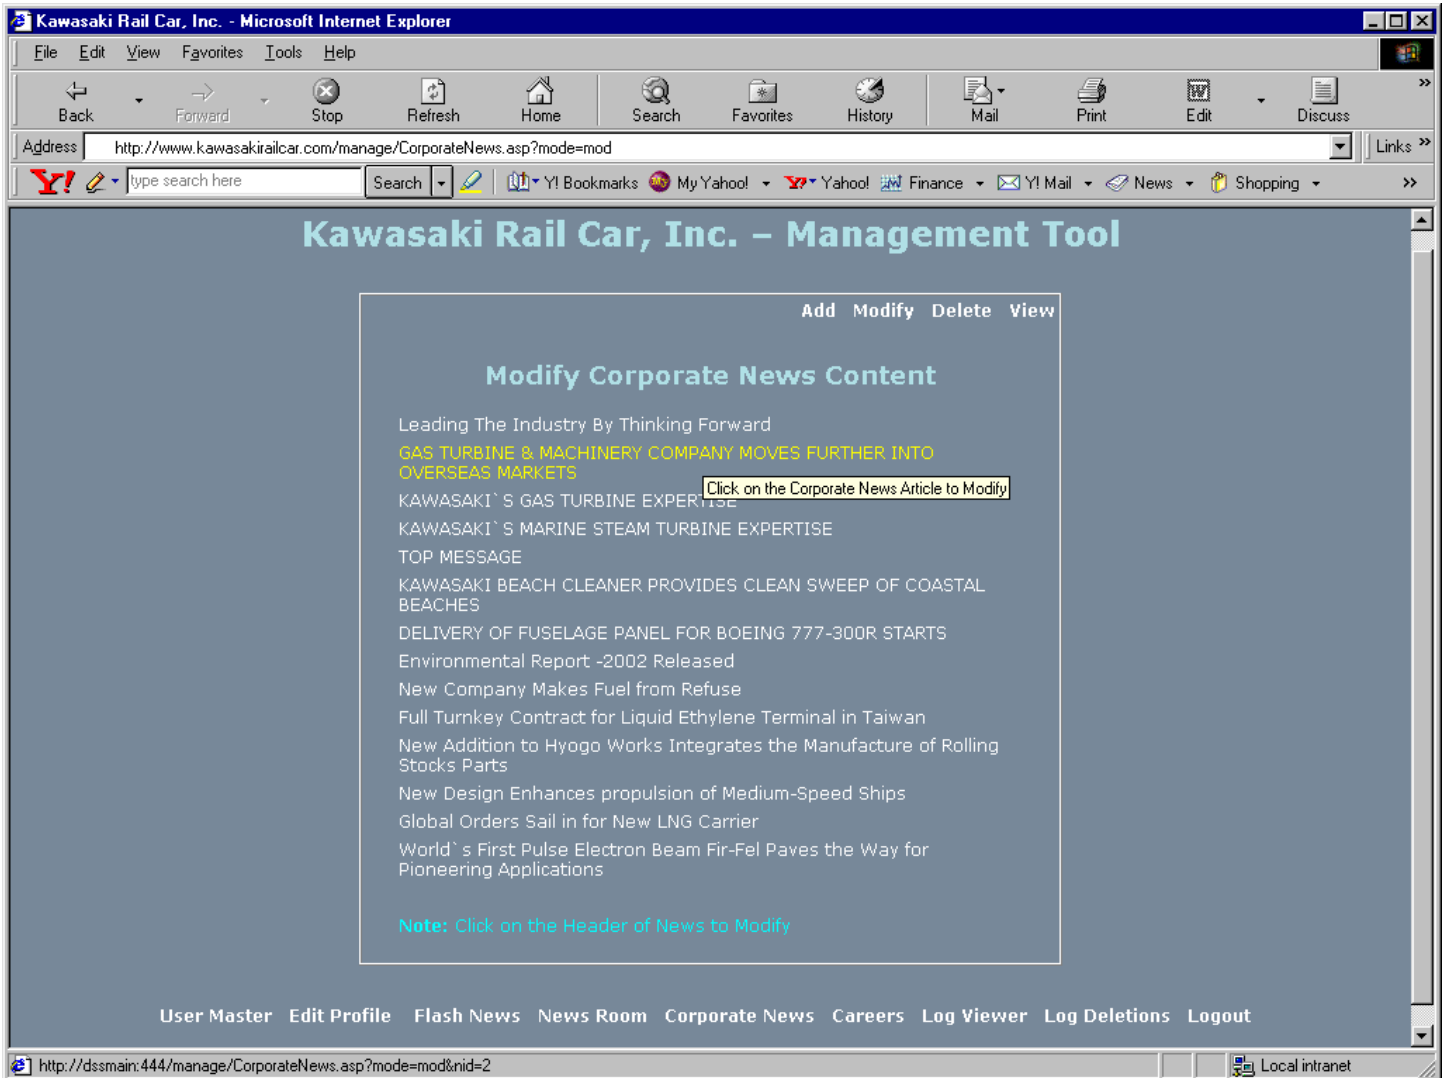 Kawasaki Rail Car, Inc. - Microsoft Internet Explorer
File Edit View Favorites Tools Help
Back Forward Stop Refresh Home Search Favorites History Mail Print Edit Discuss »
Address http://www.kawasakirailcar.com/manage/CorporateNews.asp?mode=mod Links »
Y! type search here Search Y! Bookmarks My Yahoo! Y? Yahoo! Finance Y! Mail News Shopping »
Kawasaki Rail Car, Inc. – Management Tool
Add Modify Delete View
Modify Corporate News Content
Leading The Industry By Thinking Forward
GAS TURBINE & MACHINERY COMPANY MOVES FURTHER INTO
OVERSEAS MARKETS
Click on the Corporate News Article to Modify
KAWASAKI`S GAS TURBINE EXPERTISE
KAWASAKI`S MARINE STEAM TURBINE EXPERTISE
TOP MESSAGE
KAWASAKI BEACH CLEANER PROVIDES CLEAN SWEEP OF COASTAL
BEACHES
DELIVERY OF FUSELAGE PANEL FOR BOEING 777-300R STARTS
Environmental Report -2002 Released
New Company Makes Fuel from Refuse
Full Turnkey Contract for Liquid Ethylene Terminal in Taiwan
New Addition to Hyogo Works Integrates the Manufacture of Rolling
Stocks Parts
New Design Enhances propulsion of Medium-Speed Ships
Global Orders Sail in for New LNG Carrier
World`s First Pulse Electron Beam Fir-Fel Paves the Way for
Pioneering Applications
Note: Click on the Header of News to Modify
User Master Edit Profile Flash News News Room Corporate News Careers Log Viewer Log Deletions Logout
http://dssmain:444/manage/CorporateNews.asp?mode=mod&nid=2 Local intranet